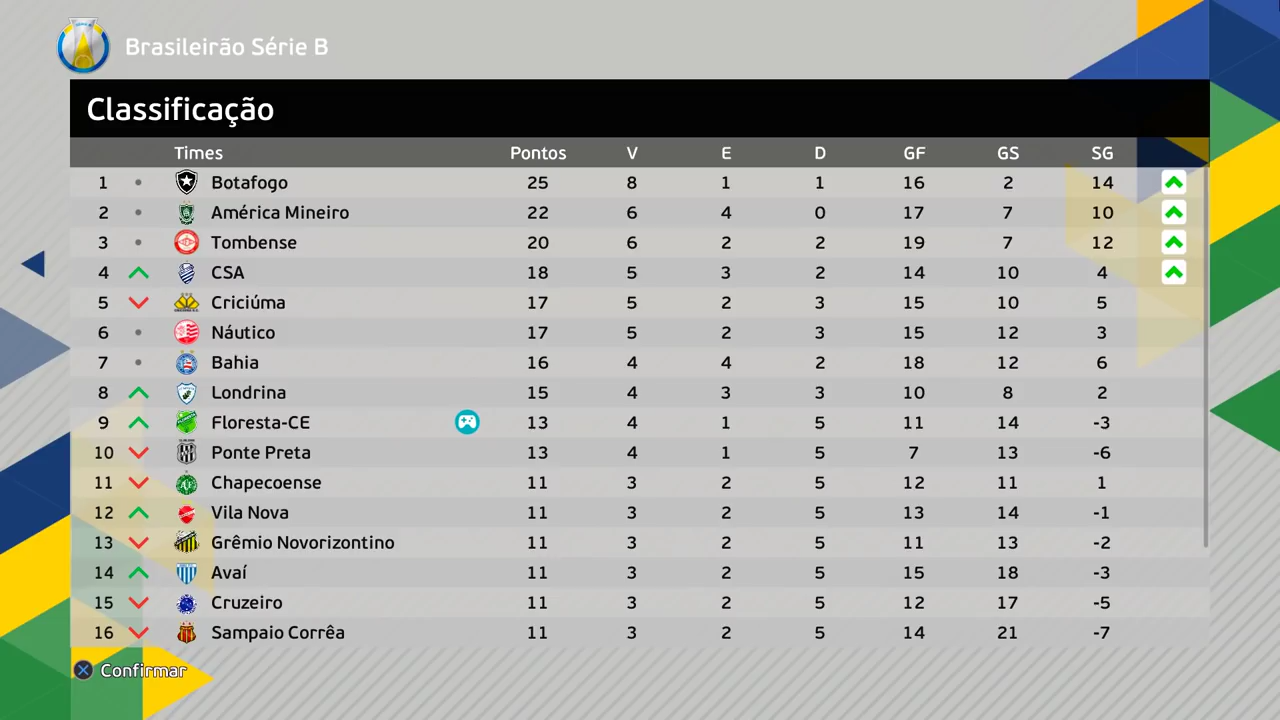 Brasileirão Série B
Classificação
Times Pontos V E D GF GS SG
1 Botafogo 25 8 1 1 16 2 14
2 América Mineiro 22 6 4 0 17 7 10
3 Tombense 20 6 2 2 19 7 12
4 CSA 18 5 3 2 14 10 4
5 Criciúma 17 5 2 3 15 10 5
6 Náutico 17 5 2 3 15 12 3
7 Bahia 16 4 4 2 18 12 6
8 Londrina 15 4 3 3 10 8 2
9 Floresta-CE 13 4 1 5 11 14 -3
10 Ponte Preta 13 4 1 5 7 13 -6
11 Chapecoense 11 3 2 5 12 11 1
12 Vila Nova 11 3 2 5 13 14 -1
13 Grêmio Novorizontino 11 3 2 5 11 13 -2
14 Avaí 11 3 2 5 15 18 -3
15 Cruzeiro 11 3 2 5 12 17 -5
16 Sampaio Corrêa 11 3 2 5 14 21 -7
Confirmar